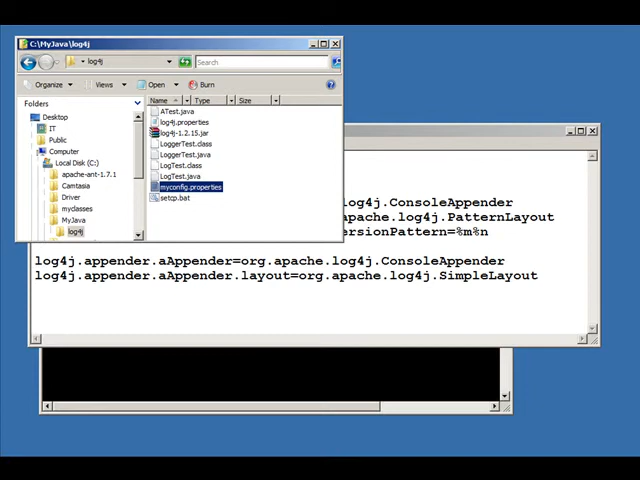 C:\MyJava\log4j
log4j
Search
Organize
Views
Open
Burn
Folders
Name
Type
Size
Desktop
IT
Public
Computer
Local Disk (C:)
apache-ant-1.7.1
Camtasia
Driver
myclasses
MyJava
log4j
ATest.java
log4j.properties
log4j-1.2.15.jar
LoggerTest.class
LoggerTest.java
LogTest.class
LogTest.java
myconfig.properties
setcp.bat
log4j.ConsoleAppender
apache.log4j.PatternLayout
ersionPattern=%m%n
log4j.appender.aAppender=org.apache.log4j.ConsoleAppender
log4j.appender.aAppender.layout=org.apache.log4j.SimpleLayout